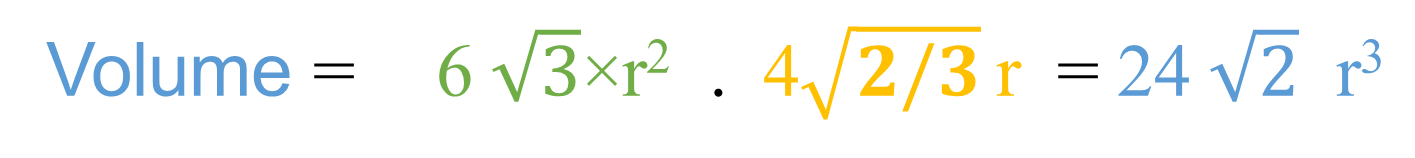 Volume = 6 √3×r² . 4√2/3 r = 24 √2 r³